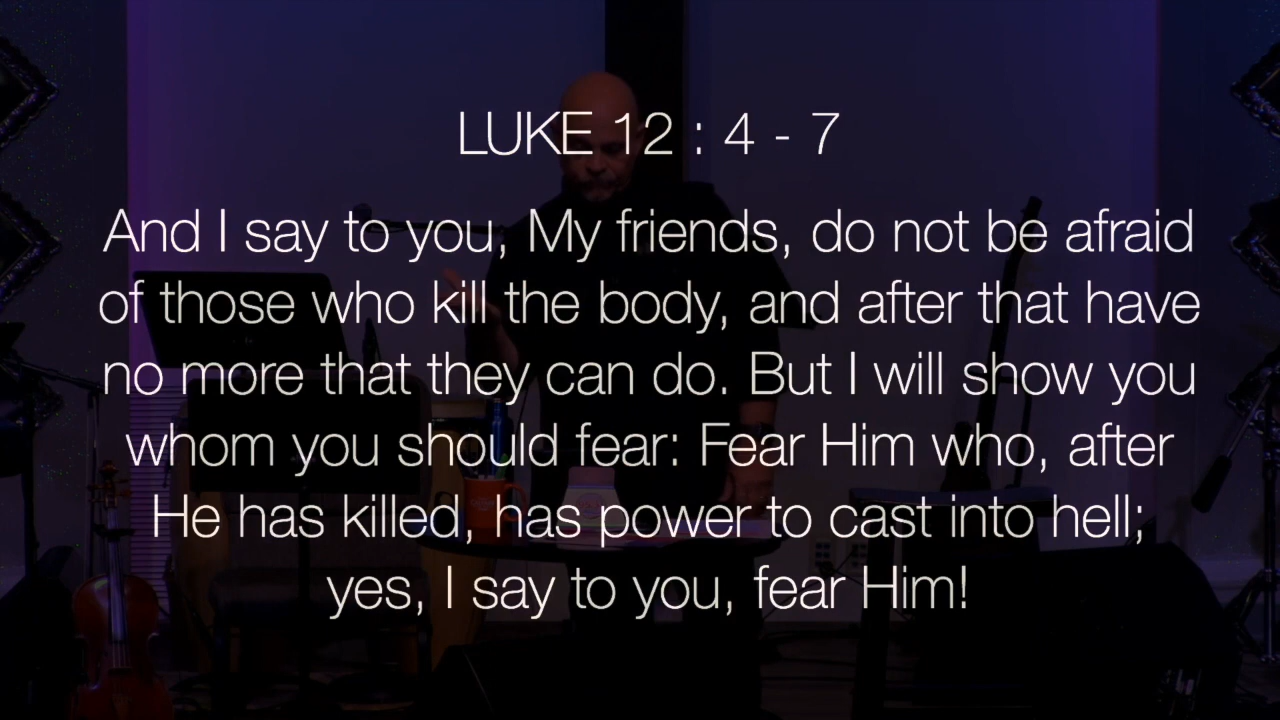 LUKE 12 : 4 - 7
And I say to you, My friends, do not be afraid
of those who kill the body, and after that have
no more that they can do. But I will show you
whom you should fear: Fear Him who, after
He has killed, has power to cast into hell;
yes, I say to you, fear Him!